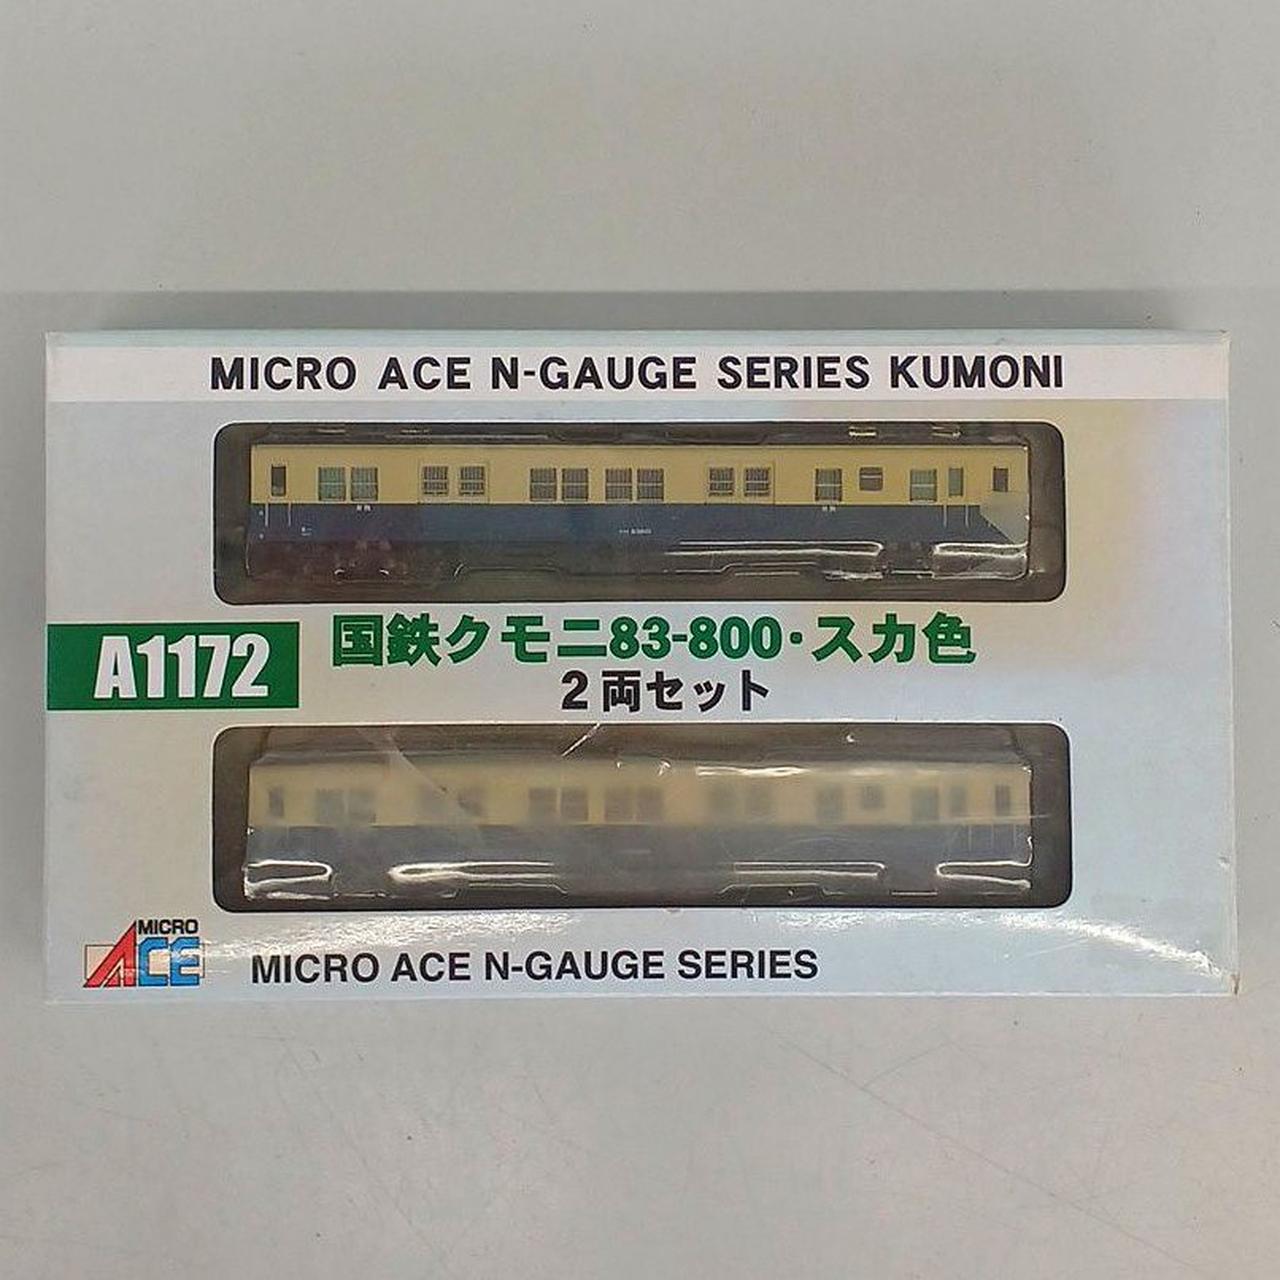 MICRO ACE N-GAUGE SERIES KUMONI
国鉄クモニ83-800・スカ色
A1172
2両セット
MICRO
ACE
MICRO ACE N-GAUGE SERIES